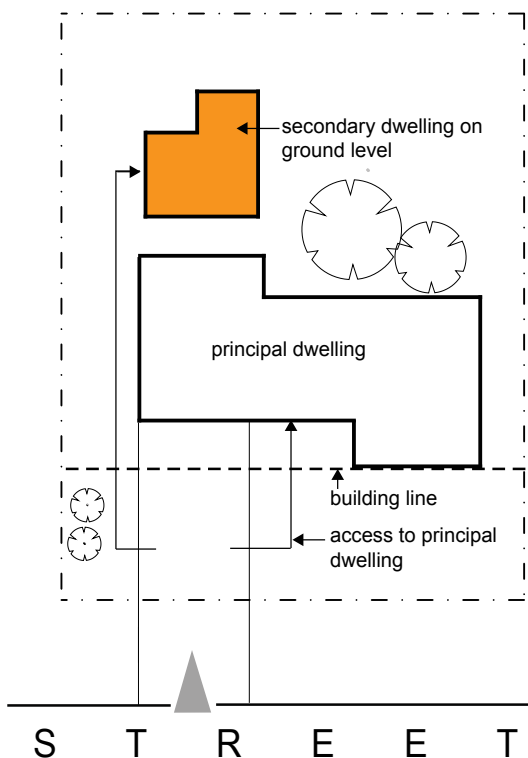 secondary dwelling on
ground level
principal dwelling
building line
access to principal
dwelling
S T R E E T